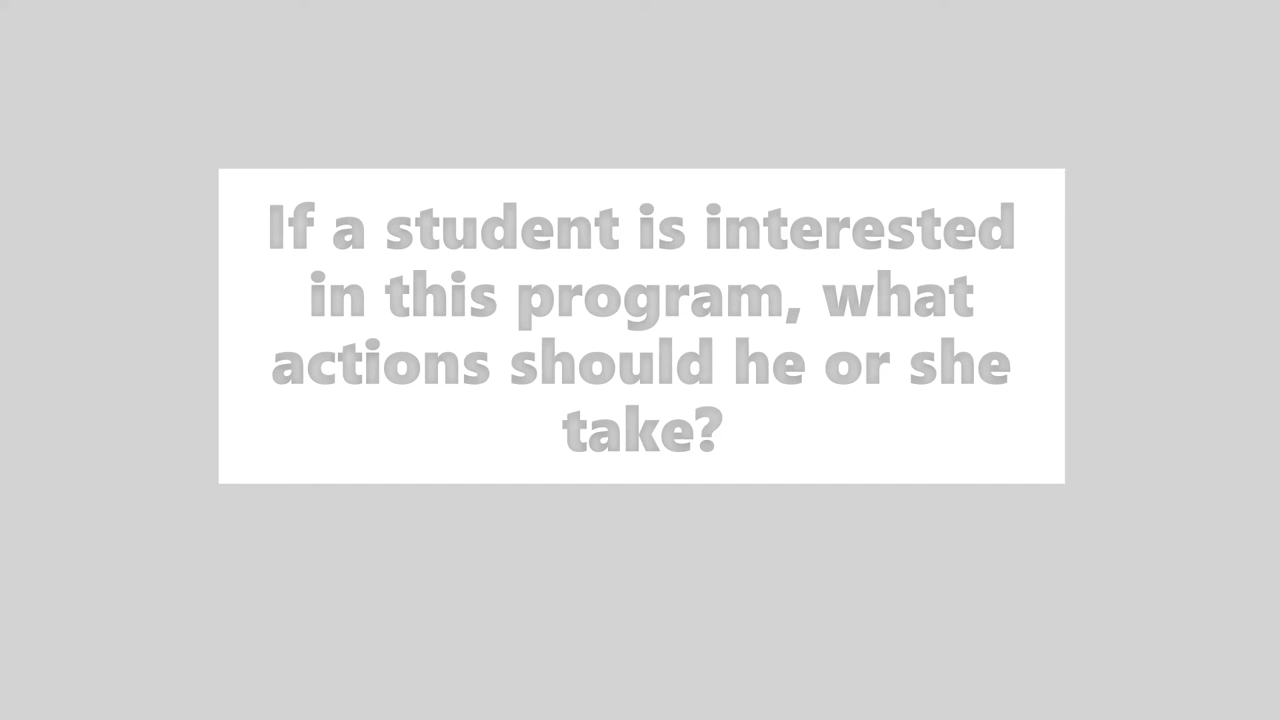 If a student is interested
in this program, what
actions should he or she
take?